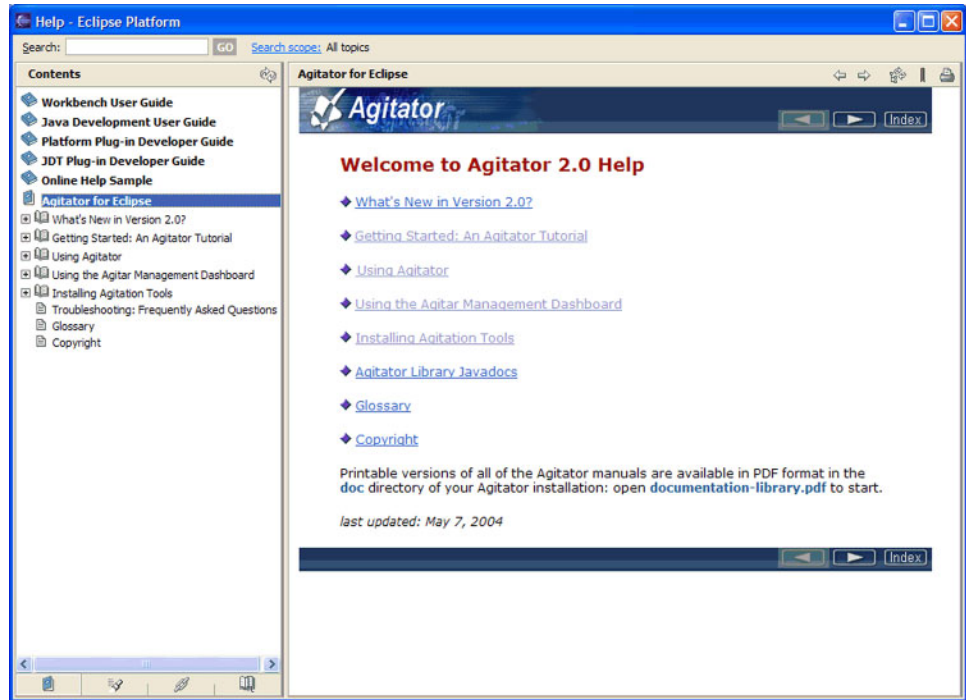 Help - Eclipse Platform
Search:
GO
Search scope: All topics
Contents
Workbench User Guide
Java Development User Guide
Platform Plug-in Developer Guide
JDT Plug-in Developer Guide
Online Help Sample
Agitator for Eclipse
What's New in Version 2.0?
Getting Started: An Agitator Tutorial
Using Agitator
Using the Agitar Management Dashboard
Installing Agitation Tools
Troubleshooting: Frequently Asked Questions
Glossary
Copyright
Agitator for Eclipse
Agitator
Index
Welcome to Agitator 2.0 Help
What's New in Version 2.0?
Getting Started: An Agitator Tutorial
Using Agitator
Using the Agitar Management Dashboard
Installing Agitation Tools
Agitator Library Javadocs
Glossary
Copyright
Printable versions of all of the Agitator manuals are available in PDF format in the
doc directory of your Agitator installation: open documentation-library.pdf to start.
last updated: May 7, 2004
Index